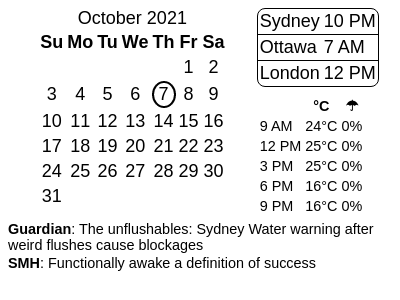 October 2021
Su Mo Tu We Th Fr Sa
1 2
3 4 5 6 7 8 9
10 11 12 13 14 15 16
17 18 19 20 21 22 23
24 25 26 27 28 29 30
31
Sydney 10 PM
Ottawa 7 AM
London 12 PM
°C ☂
9 AM 24°C 0%
12 PM 25°C 0%
3 PM 25°C 0%
6 PM 16°C 0%
9 PM 16°C 0%
Guardian: The unflushables: Sydney Water warning after
weird flushes cause blockages
SMH: Functionally awake a definition of success